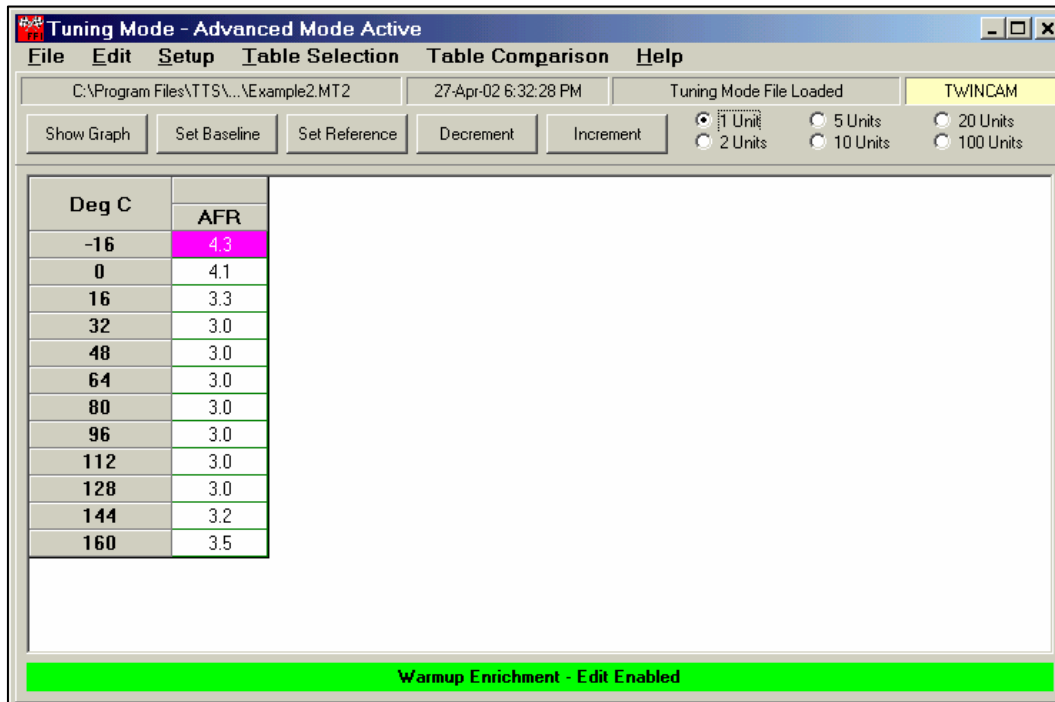 Tuning Mode - Advanced Mode Active
File Edit Setup Table Selection Table Comparison Help
C:\Program Files\TTS\...\Example2.MT2 27-Apr-02 6:32:28 PM Tuning Mode File Loaded TWINCAM
Show Graph Set Baseline Set Reference Decrement Increment 1 Unit 5 Units 20 Units
2 Units 10 Units 100 Units
Deg C AFR
-16 4.3
0 4.1
16 3.3
32 3.0
48 3.0
64 3.0
80 3.0
96 3.0
112 3.0
128 3.0
144 3.2
160 3.5
Warmup Enrichment - Edit Enabled